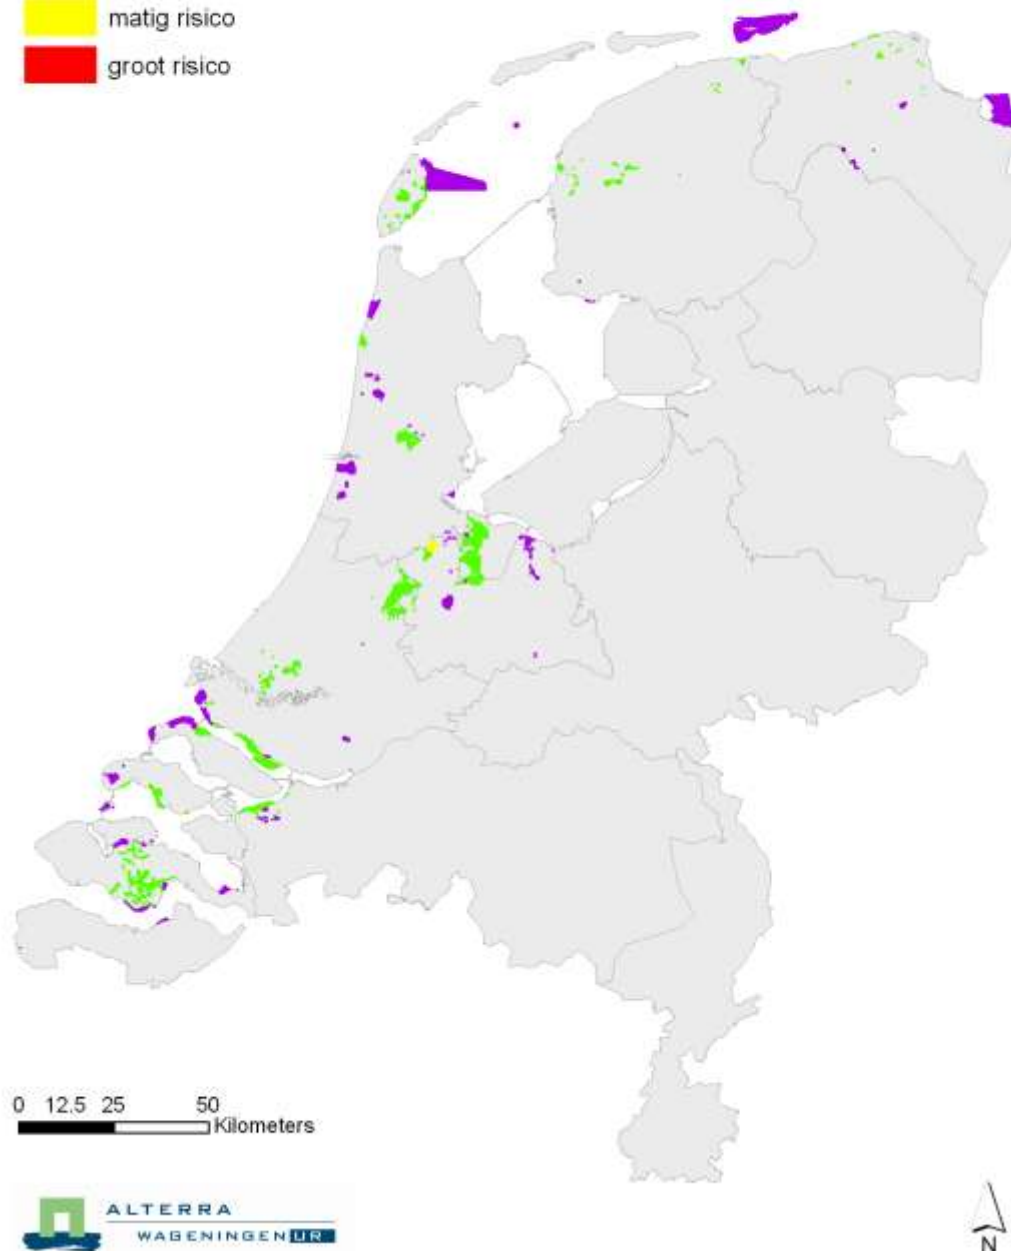 matig risico
groot risico
0 12.5 25 50
Kilometers
ALTERRA
WAGENINGEN UR
N